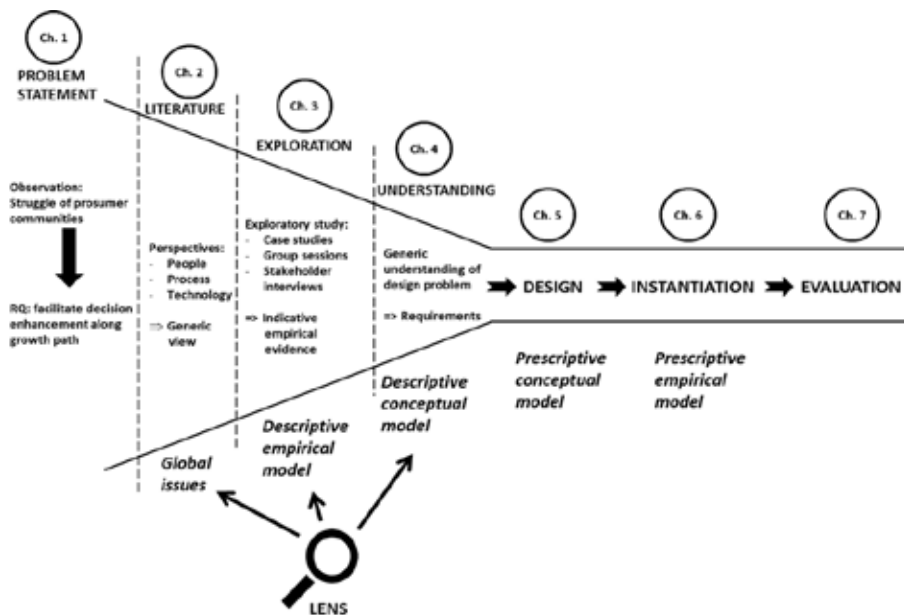 Ch. 1
PROBLEM
STATEMENT
Observation:
Struggle of prosumer
communities
RQ: facilitate decision
enhancement along
growth path
Ch. 2
LITERATURE
Perspectives:
- People
- Process
- Technology
=> Generic
view
Global
issues
Ch. 3
EXPLORATION
Exploratory study:
- Case studies
- Group sessions
- Stakeholder
interviews
=> Indicative
empirical
evidence
Descriptive
empirical
model
Ch. 4
UNDERSTANDING
Generic
understanding of
design problem
=> Requirements
Descriptive
conceptual
model
Ch. 5
DESIGN
Prescriptive
conceptual
model
Ch. 6
INSTANTIATION
Prescriptive
empirical
model
Ch. 7
EVALUATION
LENS